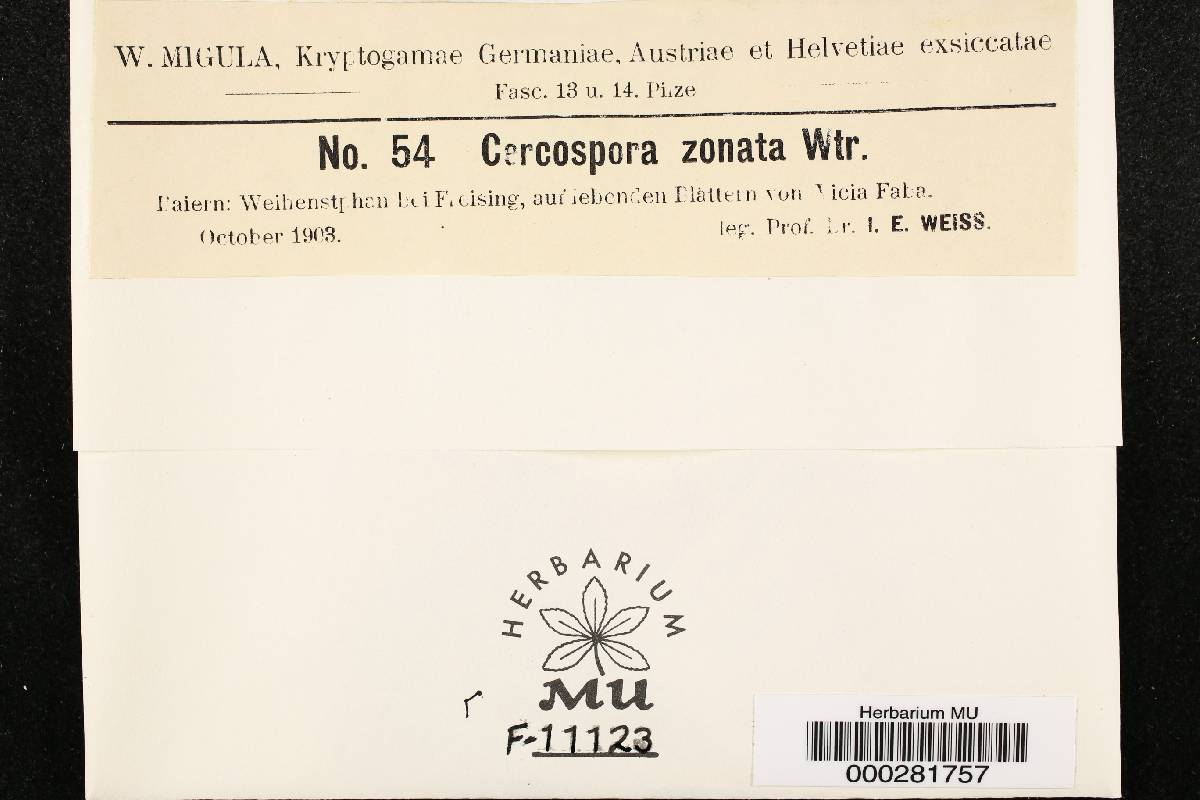 W. MIGULA, Kryptogamae Germaniae, Austriae et Helvetiae exsiccatae
Fasc. 13 u. 14. Pilze
No. 54 Cercospora zonata Wtr.
Baiern: Weihenstphan bei Freising, auf lebenden Blättern von Vicia Faba.
October 1903.
leg. Prof. Dr. I. E. WEISS.
HERBARIUM
MU
r
F-11123
Herbarium MU
000281757